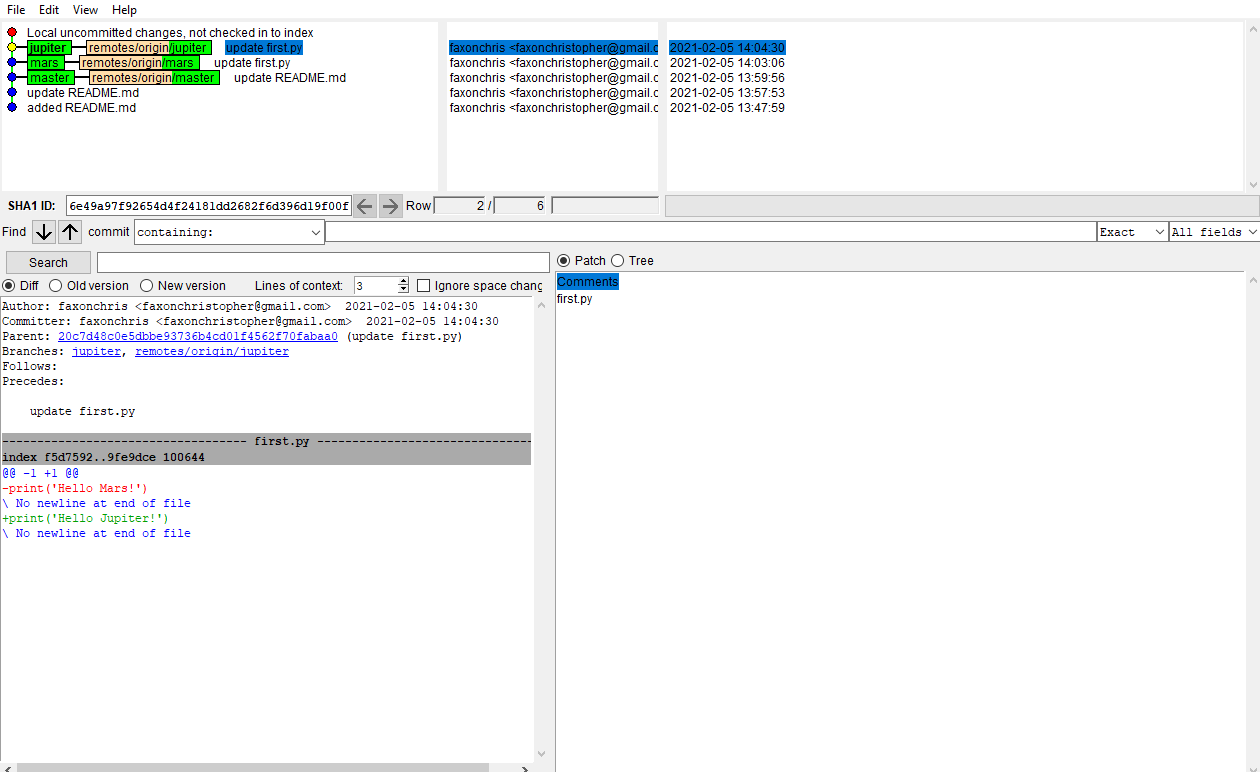 File Edit View Help
Local uncommitted changes, not checked in to index
jupiter remotes/origin/jupiter update first.py faxonchris <faxonchristopher@gmail.c 2021-02-05 14:04:30
mars remotes/origin/mars update first.py faxonchris <faxonchristopher@gmail.c 2021-02-05 14:03:06
master remotes/origin/master update README.md faxonchris <faxonchristopher@gmail.c 2021-02-05 13:59:56
update README.md faxonchris <faxonchristopher@gmail.c 2021-02-05 13:57:53
added README.md faxonchris <faxonchristopher@gmail.c 2021-02-05 13:47:59
SHA1 ID: 6e49a97f92654d4f24181dd2682f6d396d19f00f Row 2 / 6
Find commit containing: Exact All fields
Search
Patch Tree
Diff Old version New version Lines of context: 3 Ignore space chang
Comments
first.py
Author: faxonchris <faxonchristopher@gmail.com> 2021-02-05 14:04:30
Committer: faxonchris <faxonchristopher@gmail.com> 2021-02-05 14:04:30
Parent: 20c7d48c0e5dbbe93736b4cd01f4562f70fabaa0 (update first.py)
Branches: jupiter, remotes/origin/jupiter
Follows:
Precedes:
update first.py
----------------------------------- first.py -------------------------------
index f5d7592..9fe9dce 100644
@@ -1 +1 @@
-print('Hello Mars!')
\ No newline at end of file
+print('Hello Jupiter!')
\ No newline at end of file